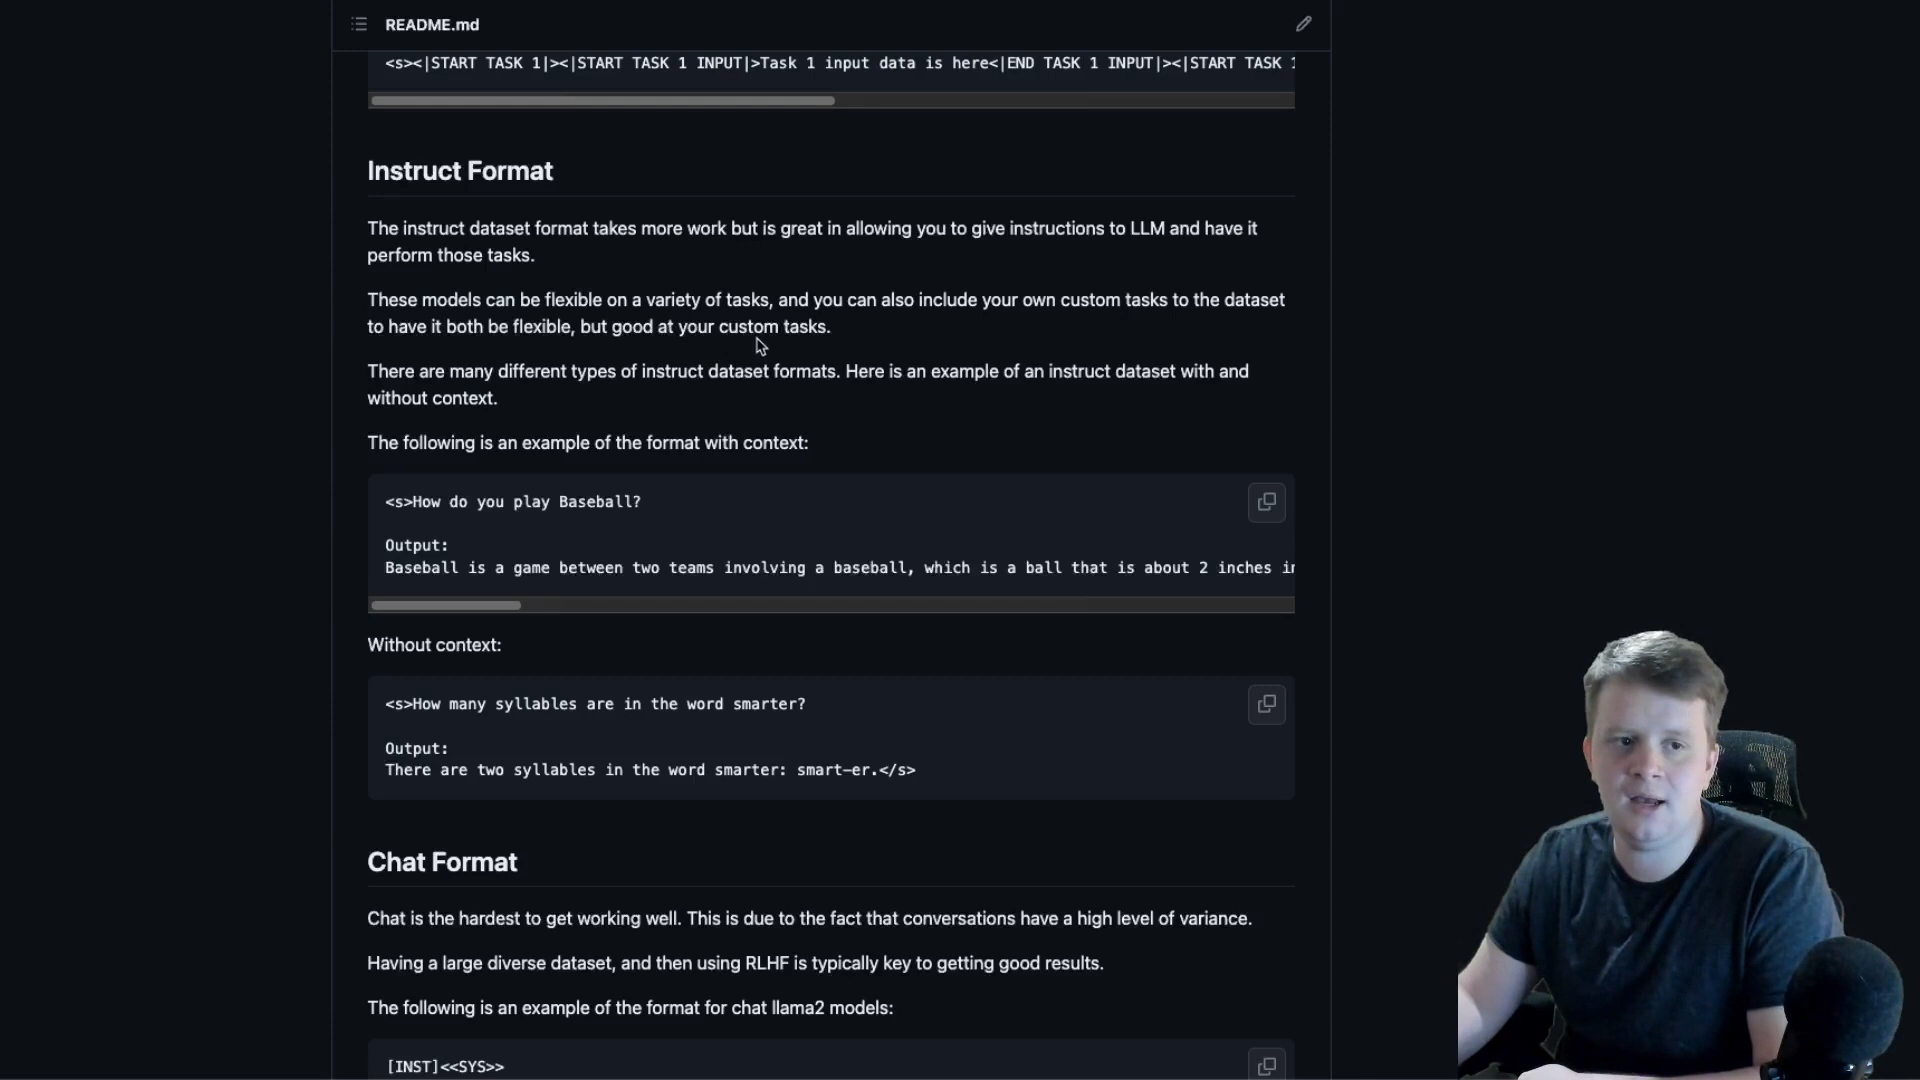 README.md
<s><|START TASK 1|><|START TASK 1 INPUT|>Task 1 input data is here<|END TASK 1 INPUT|><|START TASK 1
Instruct Format
The instruct dataset format takes more work but is great in allowing you to give instructions to LLM and have it
perform those tasks.
These models can be flexible on a variety of tasks, and you can also include your own custom tasks to the dataset
to have it both be flexible, but good at your custom tasks.
There are many different types of instruct dataset formats. Here is an example of an instruct dataset with and
without context.
The following is an example of the format with context:
<s>How do you play Baseball?
Output:
Baseball is a game between two teams involving a baseball, which is a ball that is about 2 inches in
Without context:
<s>How many syllables are in the word smarter?
Output:
There are two syllables in the word smarter: smart-er.</s>
Chat Format
Chat is the hardest to get working well. This is due to the fact that conversations have a high level of variance.
Having a large diverse dataset, and then using RLHF is typically key to getting good results.
The following is an example of the format for chat llama2 models:
[INST]<<SYS>>